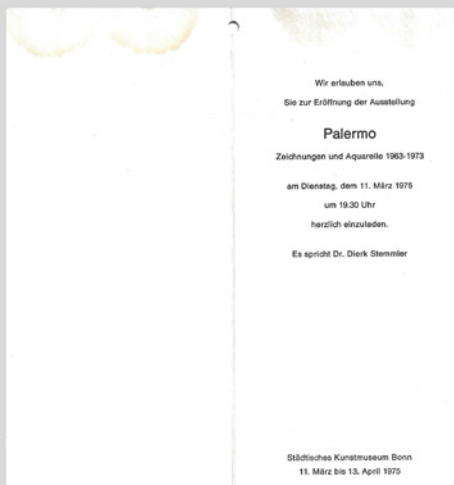 Wir erlauben uns,
Sie zur Eröffnung der Ausstellung
Palermo
Zeichnungen und Aquarelle 1963-1973
am Dienstag, dem 11. März 1975
um 19.30 Uhr
herzlich einzuladen.
Es spricht Dr. Dierk Stemmler
Städtisches Kunstmuseum Bonn
11. März bis 13. April 1975